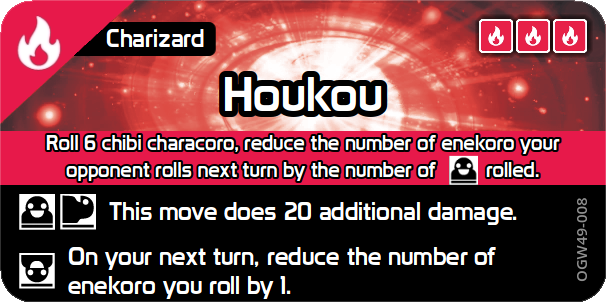 Charizard
Houkou
Roll 6 chibi characoro, reduce the number of enekoro your
opponent rolls next turn by the number of rolled.
This move does 20 additional damage.
On your next turn, reduce the number of
enekoro you roll by 1.
OGW49-008